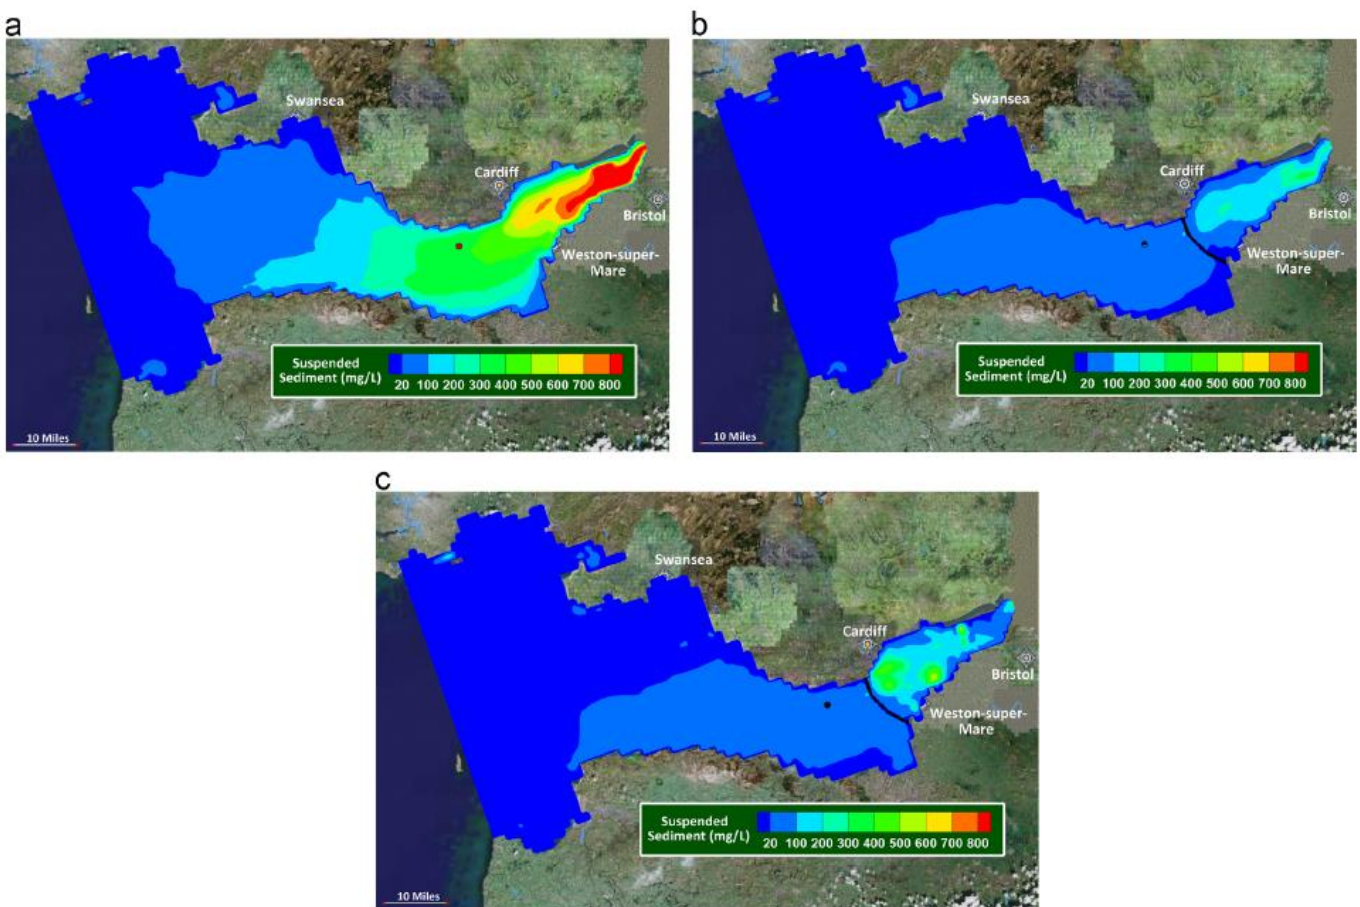 a
Swansea
Cardiff
Bristol
Weston-super-
Mare
Suspended
Sediment (mg/L)
20 100 200 300 400 500 600 700 800
10 Miles
b
Swansea
Cardiff
Bristol
Weston-super-
Mare
Suspended
Sediment (mg/L)
20 100 200 300 400 500 600 700 800
10 Miles
c
Swansea
Cardiff
Bristol
Weston-super-
Mare
Suspended
Sediment (mg/L)
20 100 200 300 400 500 600 700 800
10 Miles